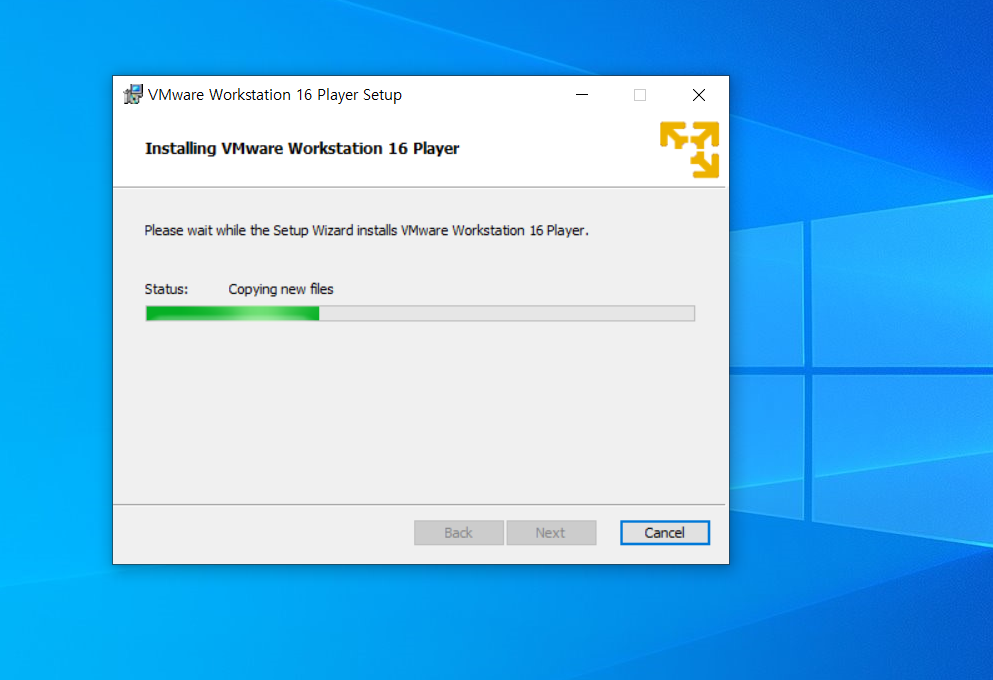 VMware Workstation 16 Player Setup
Installing VMware Workstation 16 Player
Please wait while the Setup Wizard installs VMware Workstation 16 Player.
Status: Copying new files
Back Next Cancel